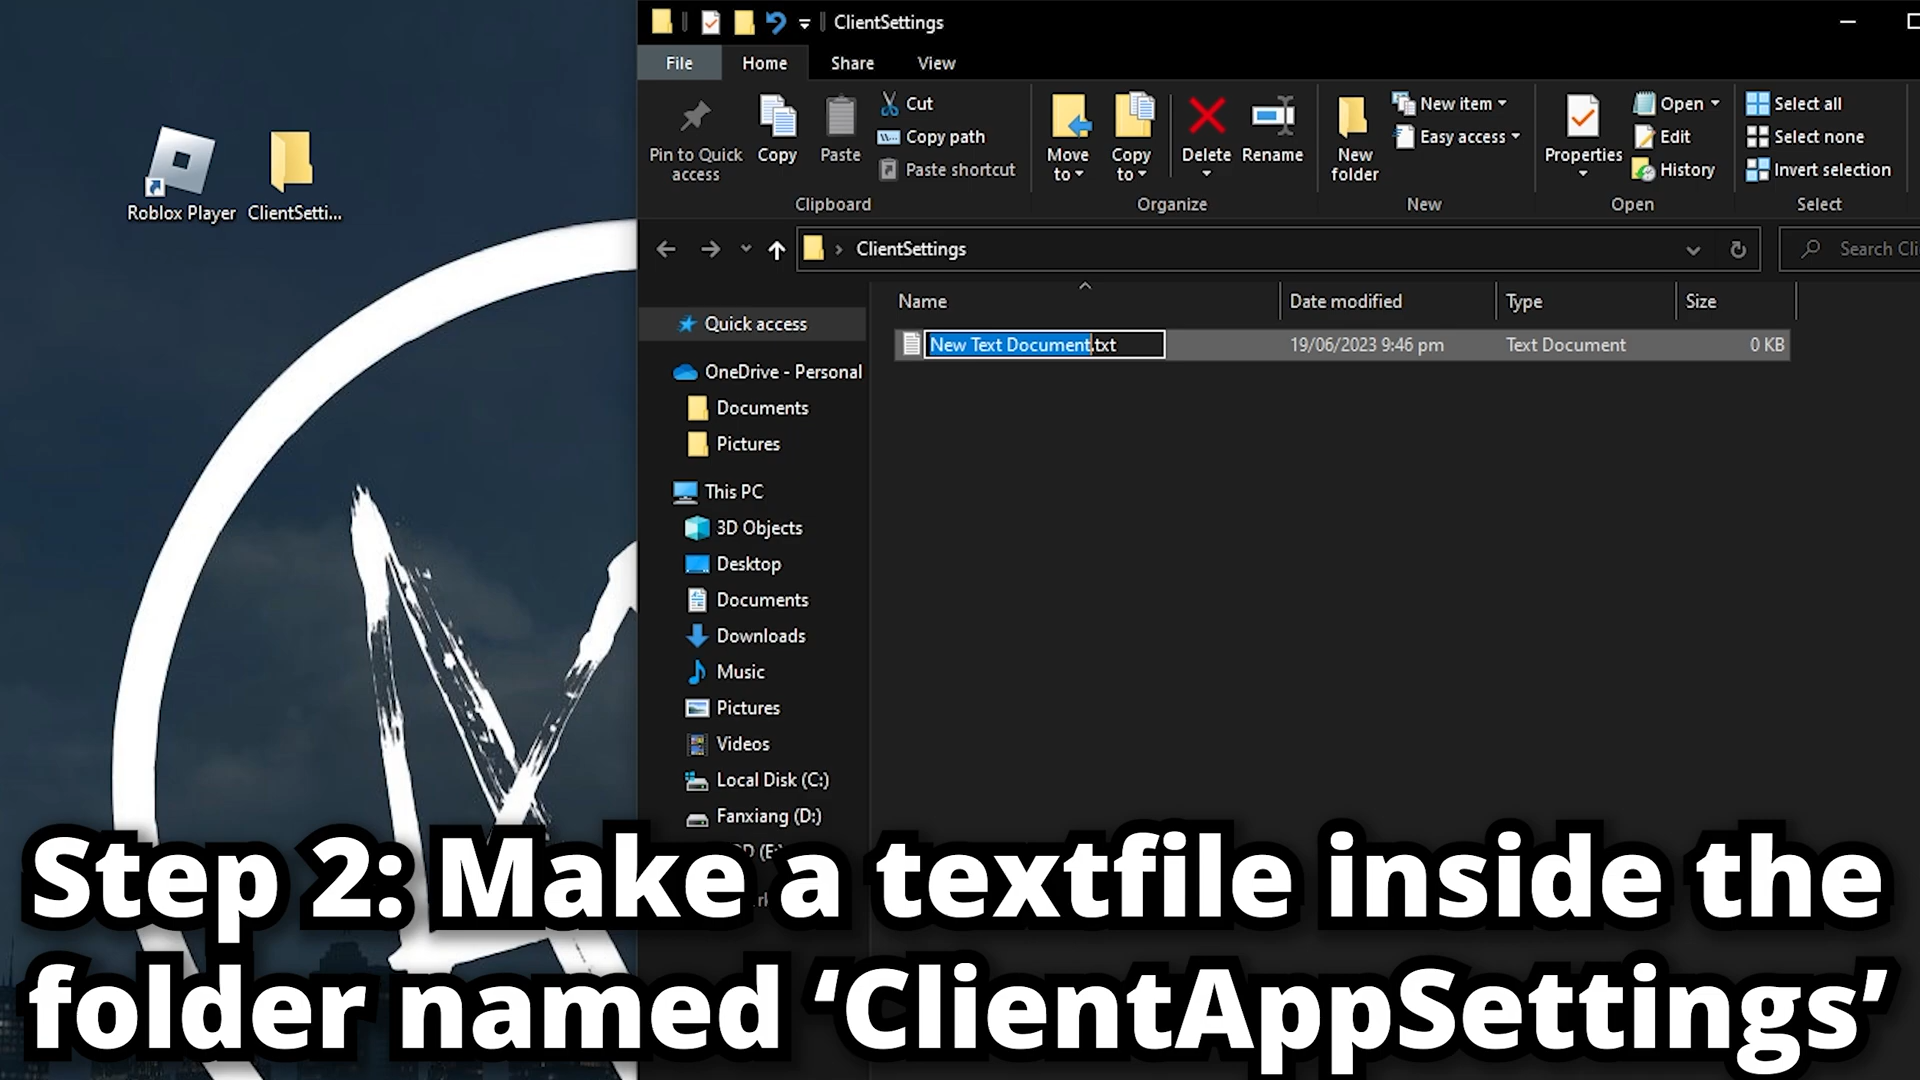 ClientSettings
File Home Share View
Pin to Quick access
Copy
Paste
Cut
Copy path
Paste shortcut
Clipboard
Move to
Copy to
Delete
Rename
Organize
New folder
New item
Easy access
New
Properties
Open
Edit
History
Open
Select all
Select none
Invert selection
Select
Roblox Player
ClientSetti...
ClientSettings
Search Cli
Name Date modified Type Size
New Text Document.txt 19/06/2023 9:46 pm Text Document 0 KB
Quick access
OneDrive - Personal
Documents
Pictures
This PC
3D Objects
Desktop
Documents
Downloads
Music
Pictures
Videos
Local Disk (C:)
Fanxiang (D:)
Step 2: Make a textfile inside the
folder named ‘ClientAppSettings’